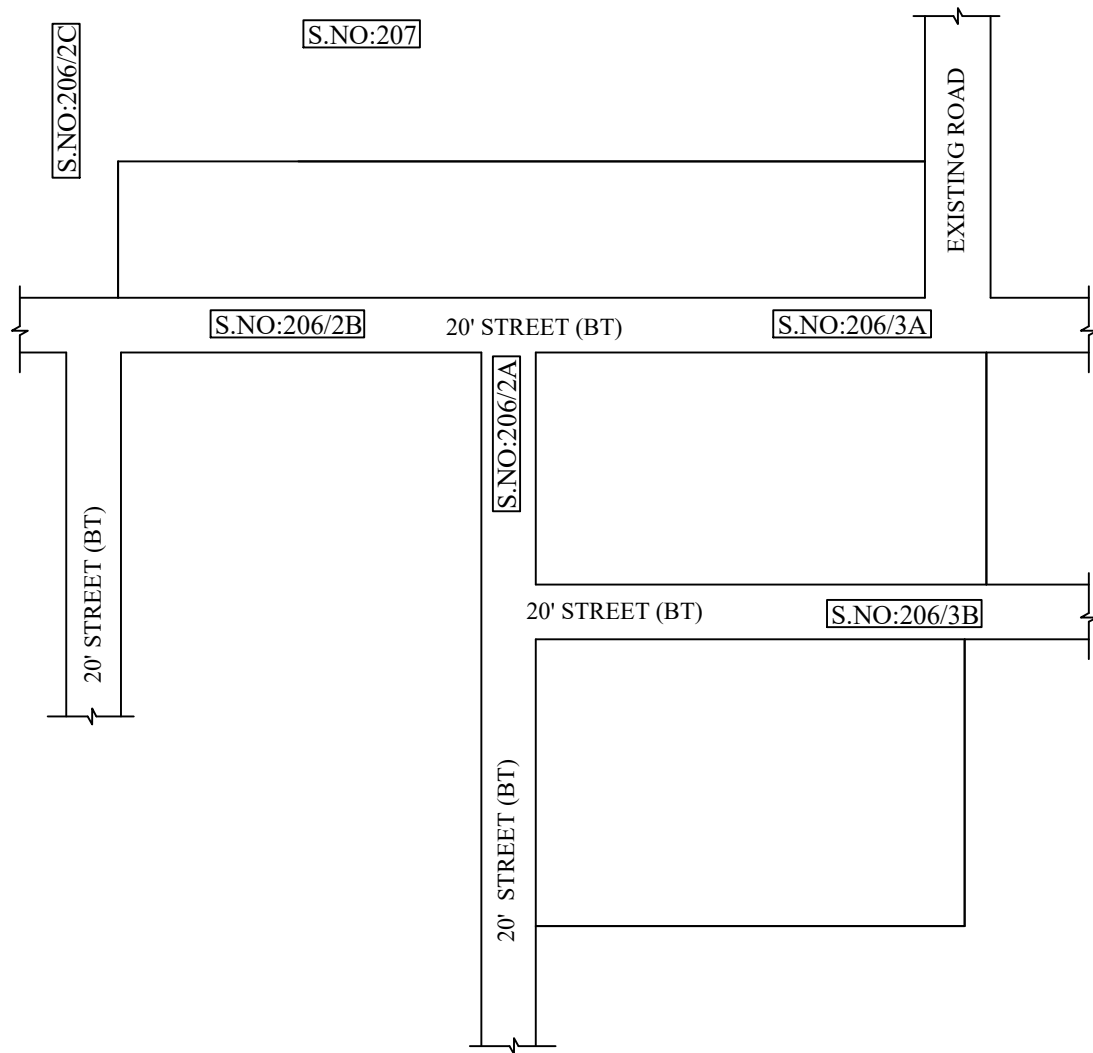 S.NO:206/2C
S.NO:207
EXISTING ROAD
S.NO:206/2B
20' STREET (BT)
S.NO:206/3A
S.NO:206/2A
20' STREET (BT)
20' STREET (BT)
S.NO:206/3B
20' STREET (BT)